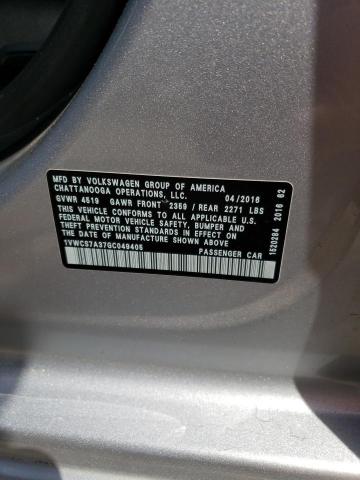 MFD BY VOLKSWAGEN GROUP OF AMERICA
CHATTANOOGA OPERATIONS, LLC. 04/2016
GVWR 4519 GAWR FRONT 2359 / REAR 2271 LBS
THIS VEHICLE CONFORMS TO ALL APPLICABLE U.S.
FEDERAL MOTOR VEHICLE SAFETY, BUMPER AND
THEFT PREVENTION STANDARDS IN EFFECT ON THE
DATE OF MANUFACTURE SHOWN ABOVE
1VWCS7A37GC049405 PASSENGER CAR
1520284 2016 62